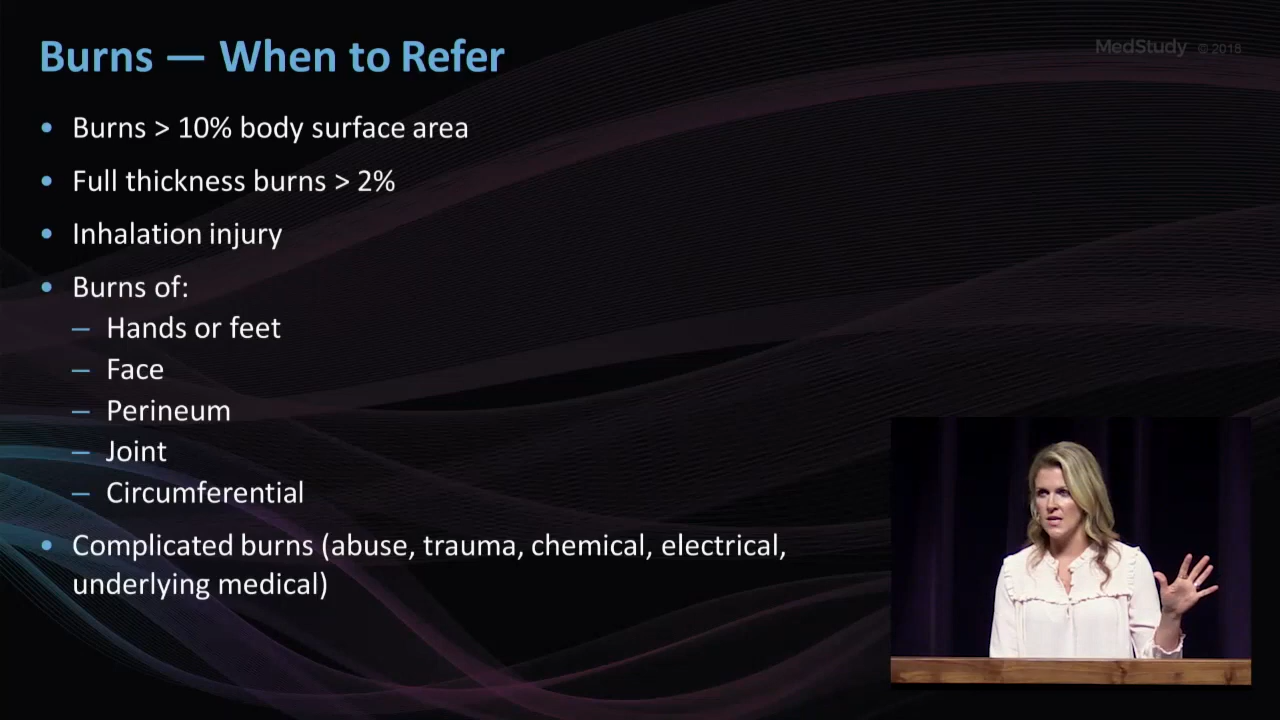 Burns — When to Refer
MedStudy © 2018
• Burns > 10% body surface area
• Full thickness burns > 2%
• Inhalation injury
• Burns of:
– Hands or feet
– Face
– Perineum
– Joint
– Circumferential
• Complicated burns (abuse, trauma, chemical, electrical,
underlying medical)